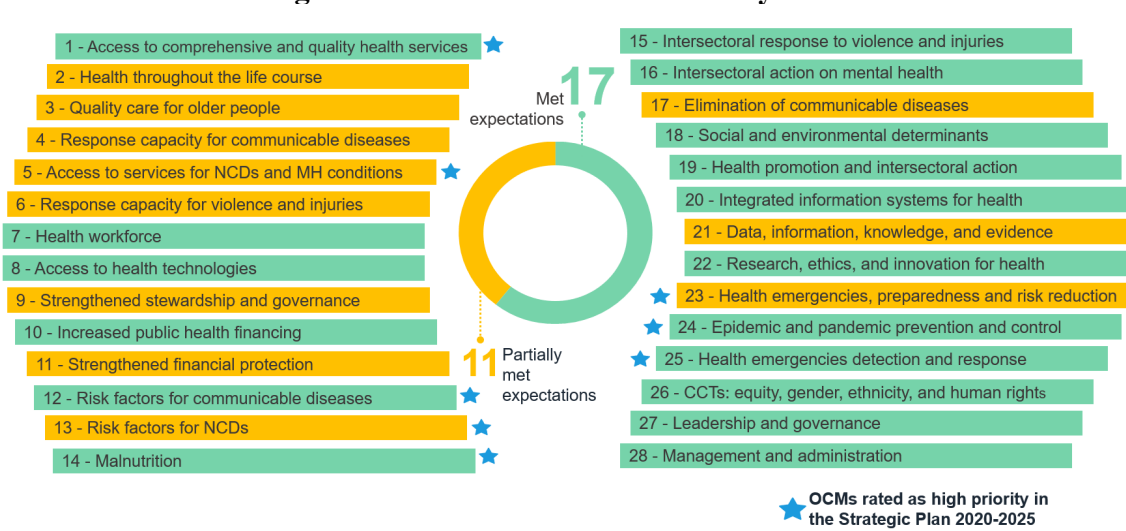 1 - Access to comprehensive and quality health services
2 - Health throughout the life course
3 - Quality care for older people
4 - Response capacity for communicable diseases
5 - Access to services for NCDs and MH conditions
6 - Response capacity for violence and injuries
7 - Health workforce
8 - Access to health technologies
9 - Strengthened stewardship and governance
10 - Increased public health financing
11 - Strengthened financial protection
12 - Risk factors for communicable diseases
13 - Risk factors for NCDs
14 - Malnutrition
17
Met
expectations
11
Partially
met
expectations
15 - Intersectoral response to violence and injuries
16 - Intersectoral action on mental health
17 - Elimination of communicable diseases
18 - Social and environmental determinants
19 - Health promotion and intersectoral action
20 - Integrated information systems for health
21 - Data, information, knowledge, and evidence
22 - Research, ethics, and innovation for health
23 - Health emergencies, preparedness and risk reduction
24 - Epidemic and pandemic prevention and control
25 - Health emergencies detection and response
26 - CCTs: equity, gender, ethnicity, and human rights
27 - Leadership and governance
28 - Management and administration
OCMs rated as high priority in
the Strategic Plan 2020-2025